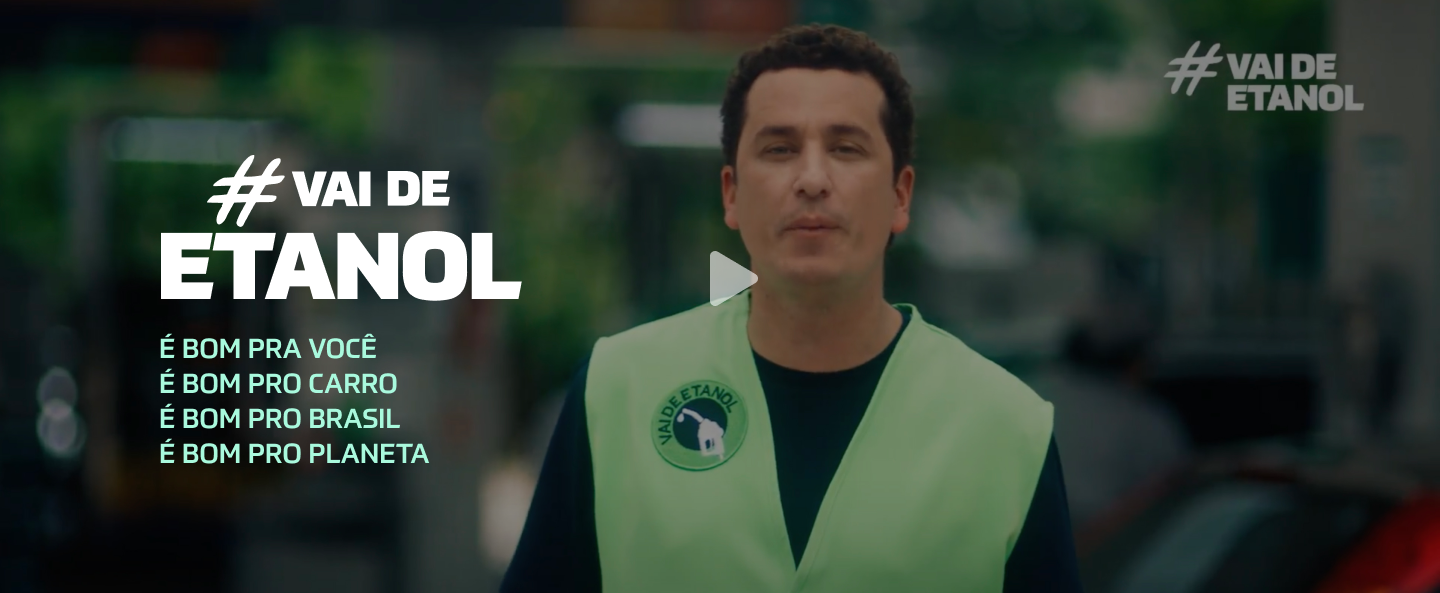 # VAI DE
ETANOL
É BOM PRA VOCÊ
É BOM PRO CARRO
É BOM PRO BRASIL
É BOM PRO PLANETA
# VAI DE
ETANOL
VAI DE ETANOL